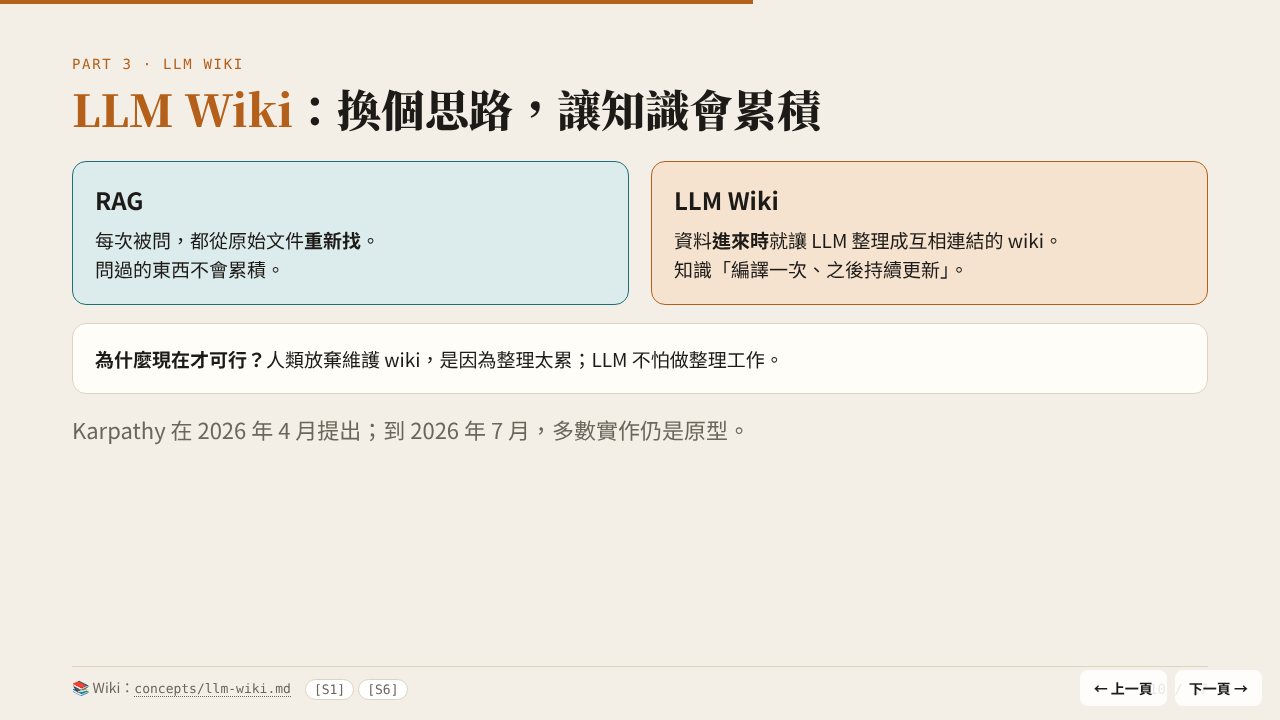 PART 3 · LLM WIKI
LLM Wiki：換個思路，讓知識會累積
RAG
每次被問，都從原始文件重新找。
問過的東西不會累積。
LLM Wiki
資料進來時就讓 LLM 整理成互相連結的 wiki。
知識「編譯一次、之後持續更新」。
為什麼現在才可行？人類放棄維護 wiki，是因為整理太累；LLM 不怕做整理工作。
Karpathy 在 2026 年 4 月提出；到 2026 年 7 月，多數實作仍是原型。
📚 Wiki：concepts/llm-wiki.md [S1] [S6]
← 上一頁 下一頁 →